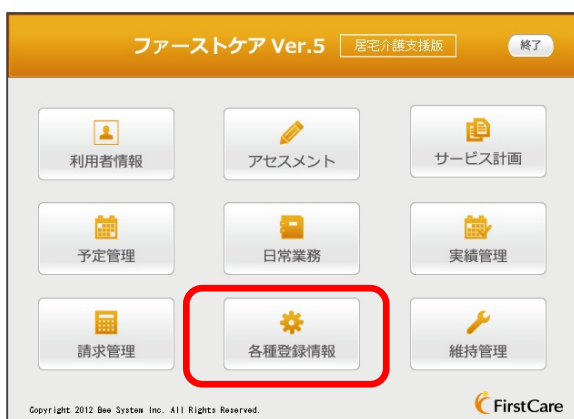 ファーストケア Ver.5 居宅介護支援版 終了
利用者情報 アセスメント サービス計画
予定管理 日常業務 実績管理
請求管理 各種登録情報 維持管理
Copyright 2012 Bee System Inc. All Rights Reserved. FirstCare